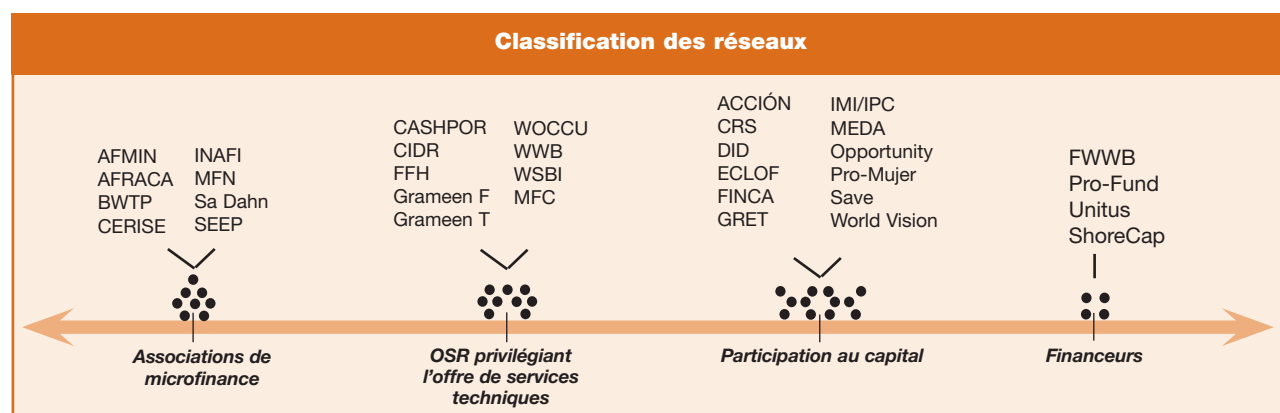 Classification des réseaux
AFMIN
AFRACA
BWTP
CERISE
INAFI
MFN
Sa Dahn
SEEP
CASHPOR
CIDR
FFH
Grameen F
Grameen T
WOCCU
WWB
WSBI
MFC
ACCIÓN
CRS
DID
ECLOF
FINCA
GRET
IMI/IPC
MEDA
Opportunity
Pro-Mujer
Save
World Vision
FWWB
Pro-Fund
Unitus
ShoreCap
Associations de
microfinance
OSR privilégiant
l'offre de services
techniques
Participation au capital
Financeurs